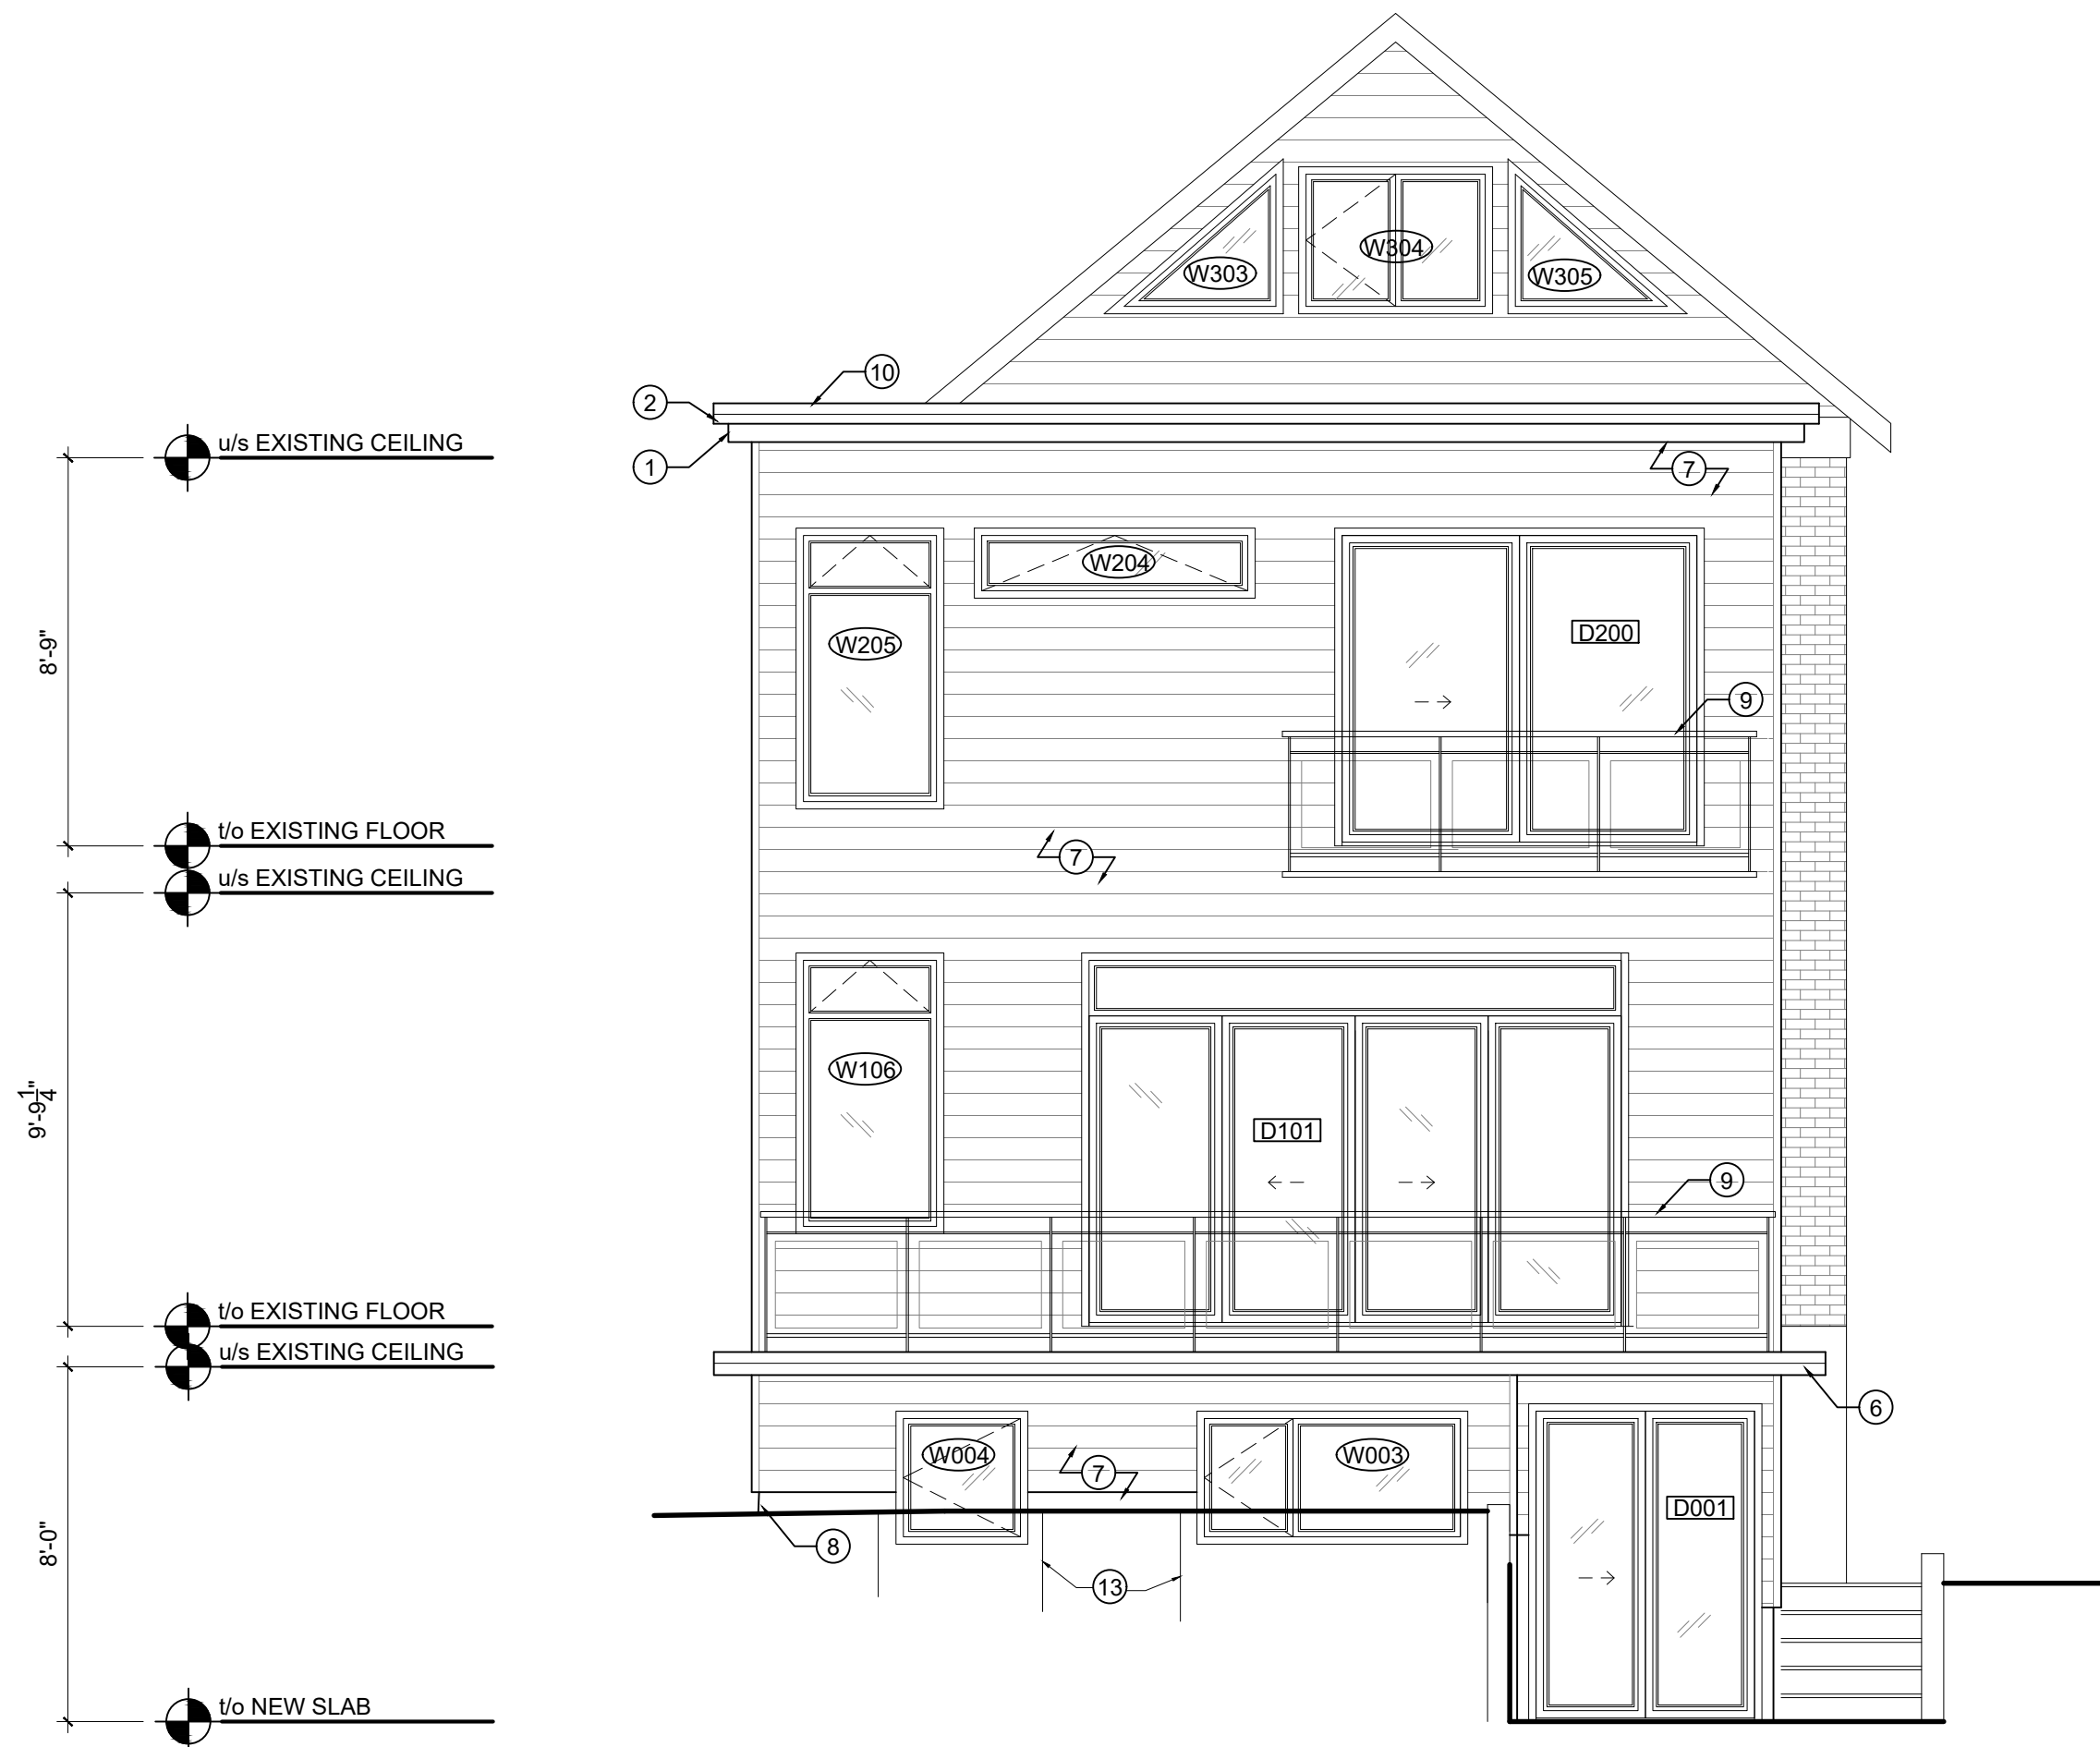 W304
W303
W305
10
2
u/s EXISTING CEILING
1
7
W204
8'-9"
D200
W205
9
t/o EXISTING FLOOR
7
u/s EXISTING CEILING
W106
9'-9 1/4"
D101
9
t/o EXISTING FLOOR
u/s EXISTING CEILING
6
W004
W003
7
D001
8'-0"
8
13
t/o NEW SLAB